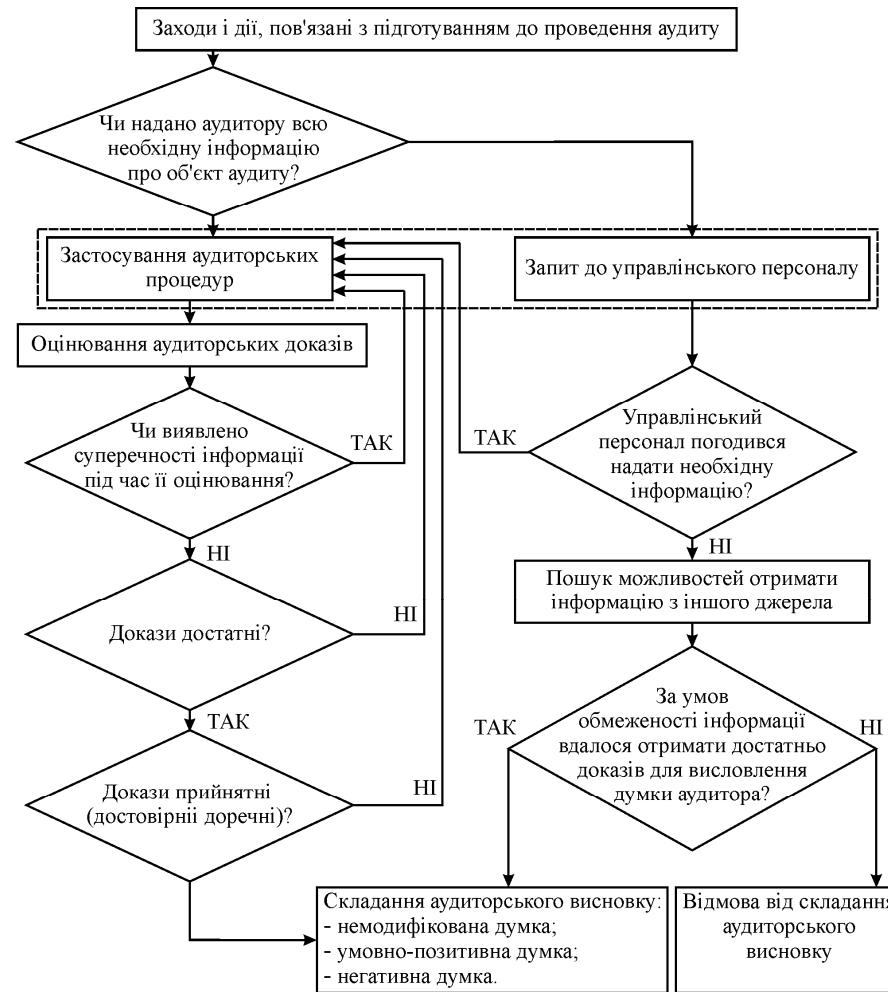 Заходи і дії, пов'язані з підготуванням до проведення аудиту
Чи надано аудитору всю
необхідну інформацію
про об'єкт аудиту?
Застосування аудиторських
процедур
Запит до управлінського персоналу
Оцінювання аудиторських доказів
Чи виявлено
суперечності інформації
під час її оцінювання?
ТАК
ТАК
Управлінський
персонал погодився
надати необхідну
інформацію?
НІ
НІ
Пошук можливостей отримати
інформацію з іншого джерела
Докази достатні?
НІ
ТАК
ТАК
За умов
обмеженості інформації
вдалося отримати достатньо
доказів для висловлення
думки аудитора?
НІ
Докази прийнятні
(достовірніі доречні)?
НІ
Складання аудиторського висновку:
- немодифікована думка;
- умовно-позитивна думка;
- негативна думка.
Відмова від складання
аудиторського
висновку